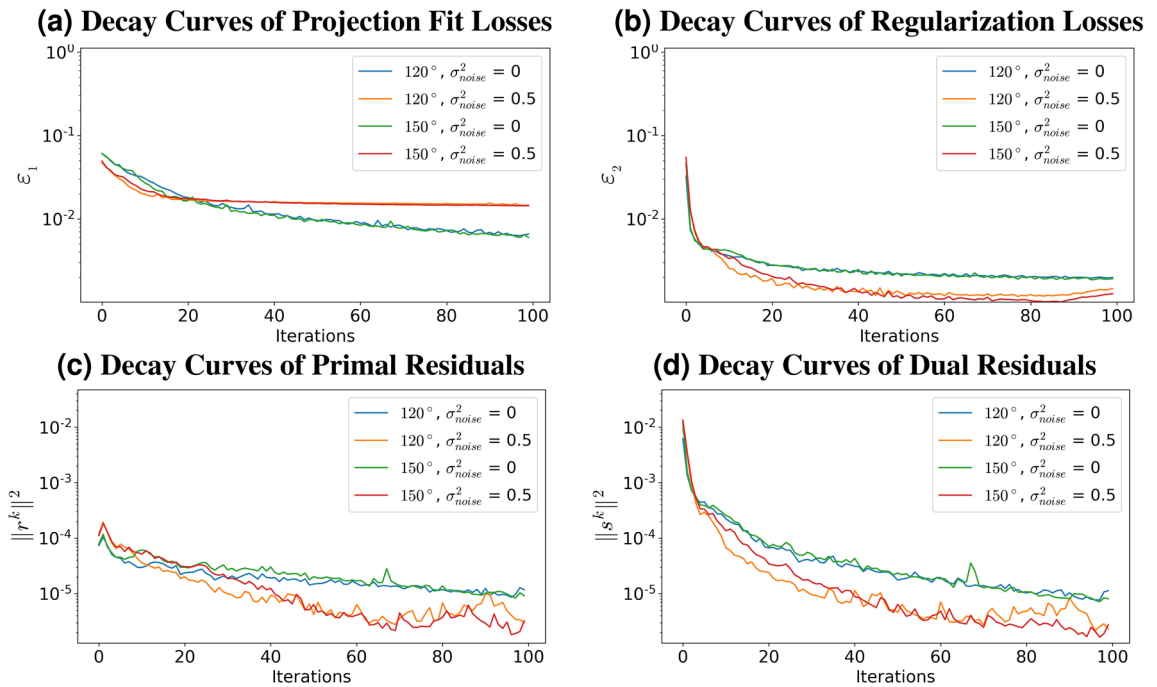 (a) Decay Curves of Projection Fit Losses
10⁰
10⁻¹
10⁻²
ε₁
120°, σ²_noise = 0
120°, σ²_noise = 0.5
150°, σ²_noise = 0
150°, σ²_noise = 0.5
0 20 40 60 80 100
Iterations
(b) Decay Curves of Regularization Losses
10⁰
10⁻¹
10⁻²
ε₂
120°, σ²_noise = 0
120°, σ²_noise = 0.5
150°, σ²_noise = 0
150°, σ²_noise = 0.5
0 20 40 60 80 100
Iterations
(c) Decay Curves of Primal Residuals
10⁻²
10⁻³
10⁻⁴
10⁻⁵
||r^k||²
120°, σ²_noise = 0
120°, σ²_noise = 0.5
150°, σ²_noise = 0
150°, σ²_noise = 0.5
0 20 40 60 80 100
Iterations
(d) Decay Curves of Dual Residuals
10⁻²
10⁻³
10⁻⁴
10⁻⁵
||s^k||²
120°, σ²_noise = 0
120°, σ²_noise = 0.5
150°, σ²_noise = 0
150°, σ²_noise = 0.5
0 20 40 60 80 100
Iterations